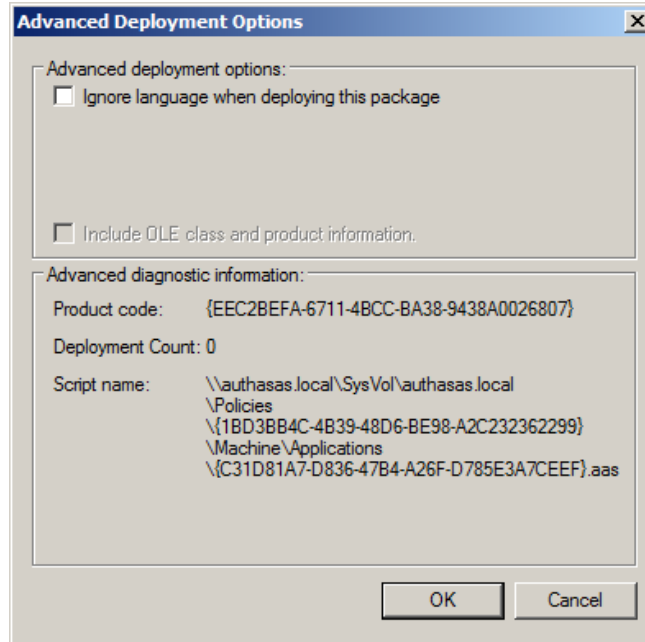 Advanced Deployment Options
Advanced deployment options:
Ignore language when deploying this package
Include OLE class and product information.
Advanced diagnostic information:
Product code: {EEC2BEFA-6711-4BCC-BA38-9438A0026807}
Deployment Count: 0
Script name: \\authasas.local\SysVol\authasas.local
\Policies
\{1BD3BB4C-4B39-48D6-BE98-A2C232362299}
\Machine\Applications
\{C31D81A7-D836-47B4-A26F-D785E3A7CEEF}.aas
OK Cancel